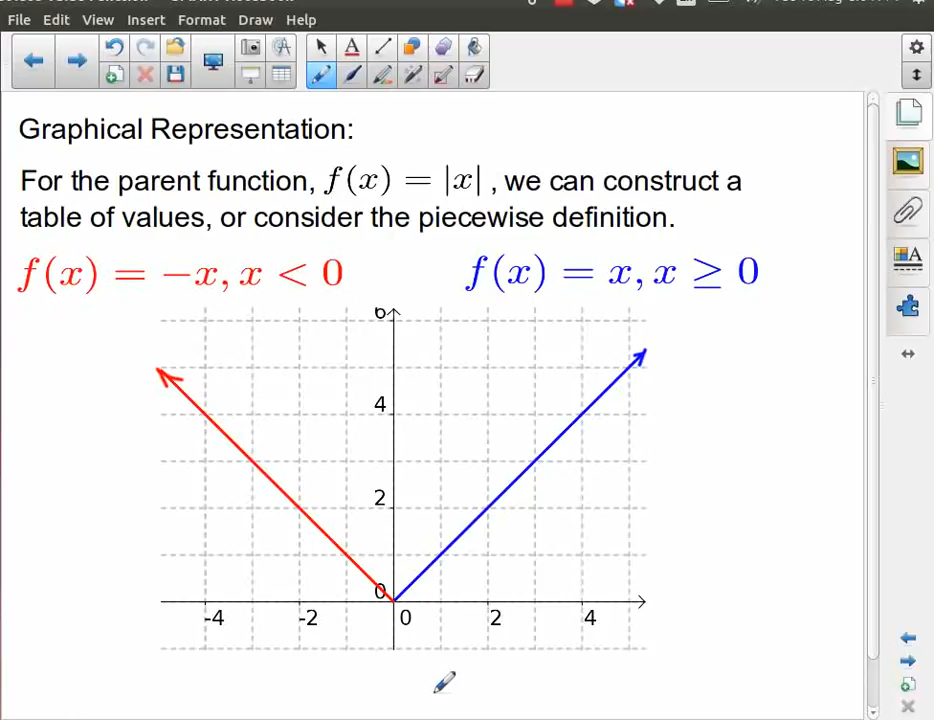 File Edit View Insert Format Draw Help
Graphical Representation:
For the parent function, f(x) = |x| , we can construct a
table of values, or consider the piecewise definition.
f(x) = −x, x < 0
f(x) = x, x ≥ 0
6
4
2
0
-4 -2 0 2 4